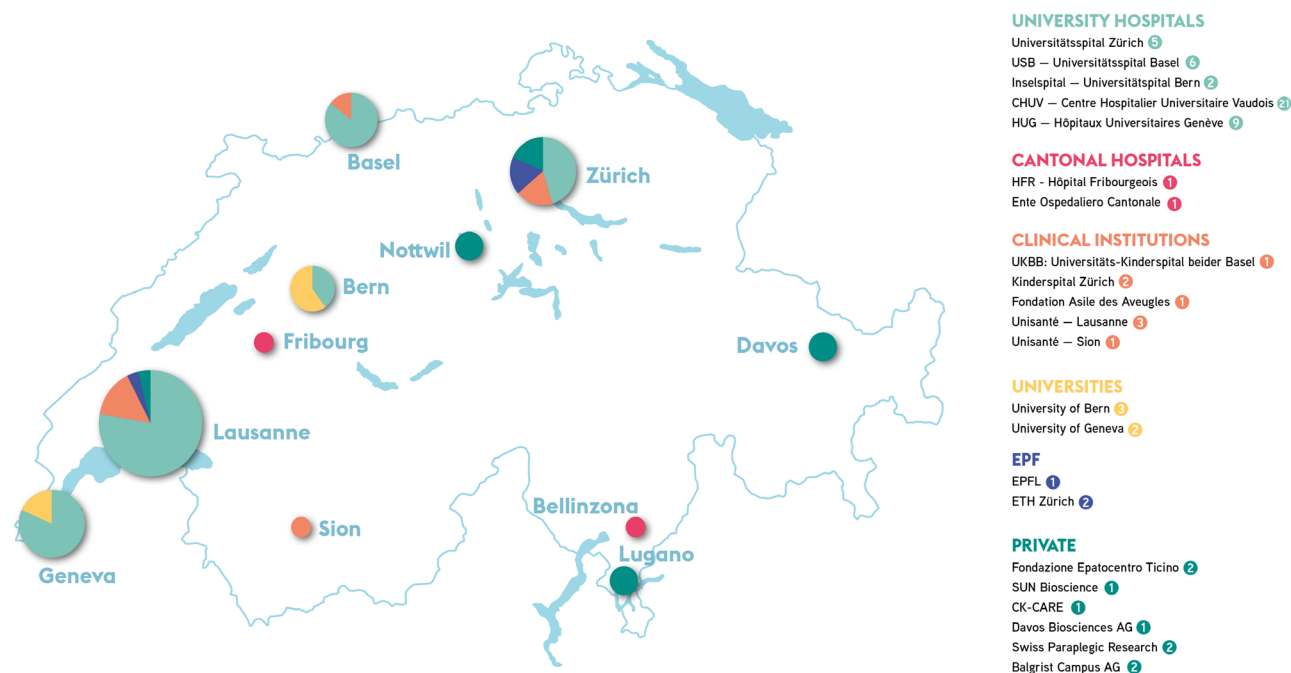 Basel
Zürich
Nottwil
Bern
Fribourg
Davos
Lausanne
Bellinzona
Sion
Lugano
Geneva
UNIVERSITY HOSPITALS
Universitätsspital Zürich 5
USB — Universitätsspital Basel 6
Inselspital — Universitätspital Bern 2
CHUV — Centre Hospitalier Universitaire Vaudois 21
HUG — Hôpitaux Universitaires Genève 9
CANTONAL HOSPITALS
HFR - Hôpital Fribourgeois 1
Ente Ospedaliero Cantonale 1
CLINICAL INSTITUTIONS
UKBB: Universitäts-Kinderspital beider Basel 1
Kinderspital Zürich 2
Fondation Asile des Aveugles 1
Unisanté — Lausanne 3
Unisanté — Sion 1
UNIVERSITIES
University of Bern 3
University of Geneva 2
EPF
EPFL 1
ETH Zürich 2
PRIVATE
Fondazione Epatocentro Ticino 2
SUN Bioscience 1
CK-CARE 1
Davos Biosciences AG 1
Swiss Paraplegic Research 2
Balgrist Campus AG 2